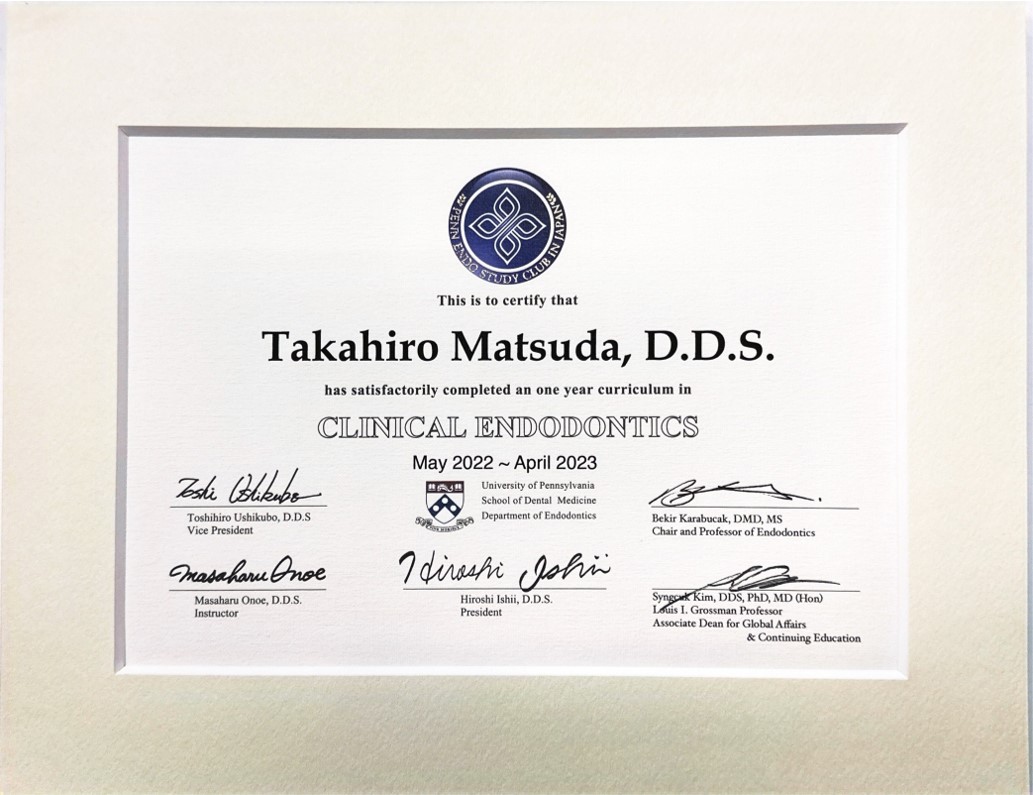 PENN ENDO STUDY CLUB IN JAPAN
This is to certify that
Takahiro Matsuda, D.D.S.
has satisfactorily completed an one year curriculum in
CLINICAL ENDODONTICS
May 2022 ~ April 2023
University of Pennsylvania
School of Dental Medicine
Department of Endodontics
Toshi Ushikubo
Toshihiro Ushikubo, D.D.S
Vice President
Bekir Karabucak, DMD, MS
Chair and Professor of Endodontics
Masaharu Onoe
Masaharu Onoe, D.D.S.
Instructor
Hiroshi Ishii
Hiroshi Ishii, D.D.S.
President
Syngcuk Kim, DDS, PhD, MD (Hon)
Louis I. Grossman Professor
Associate Dean for Global Affairs
& Continuing Education